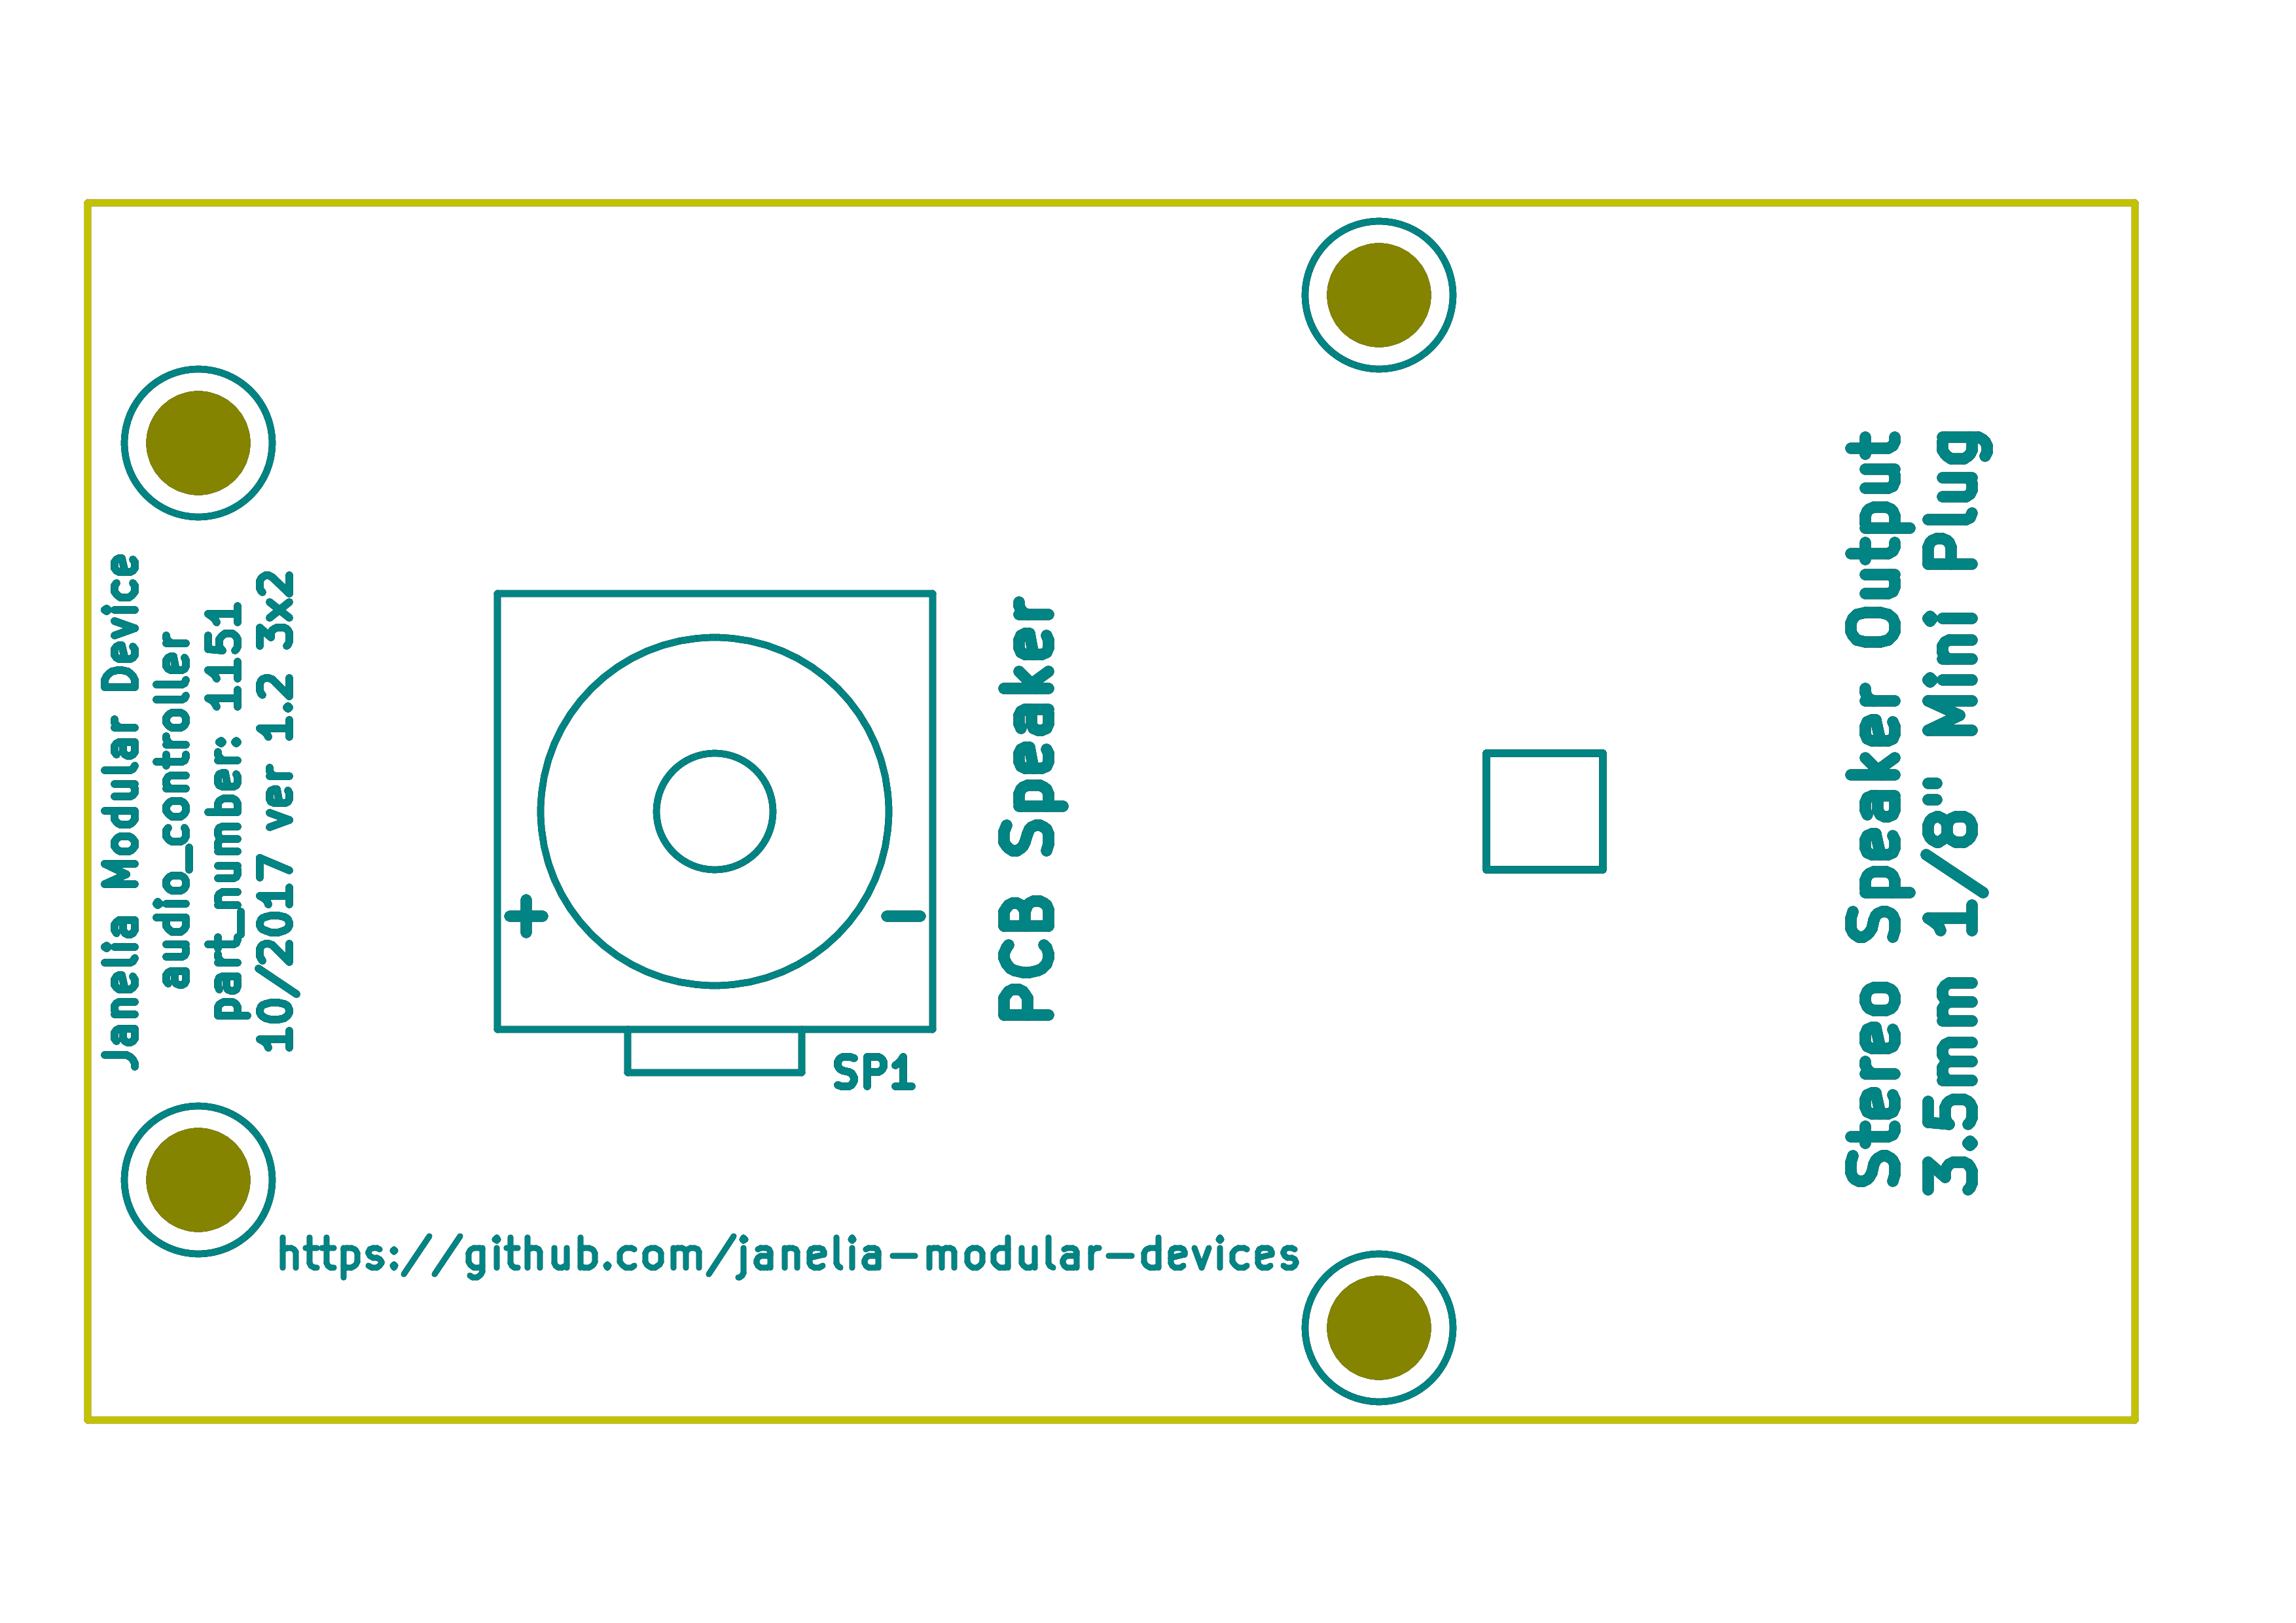 Janelia Modular Device
audio_controller
part_number: 1151
10/2017 ver 1.2 3x2
+
-
SP1
PCB Speaker
Stereo Speaker Output
3.5mm 1/8" Mini Plug
https://github.com/janelia-modular-devices